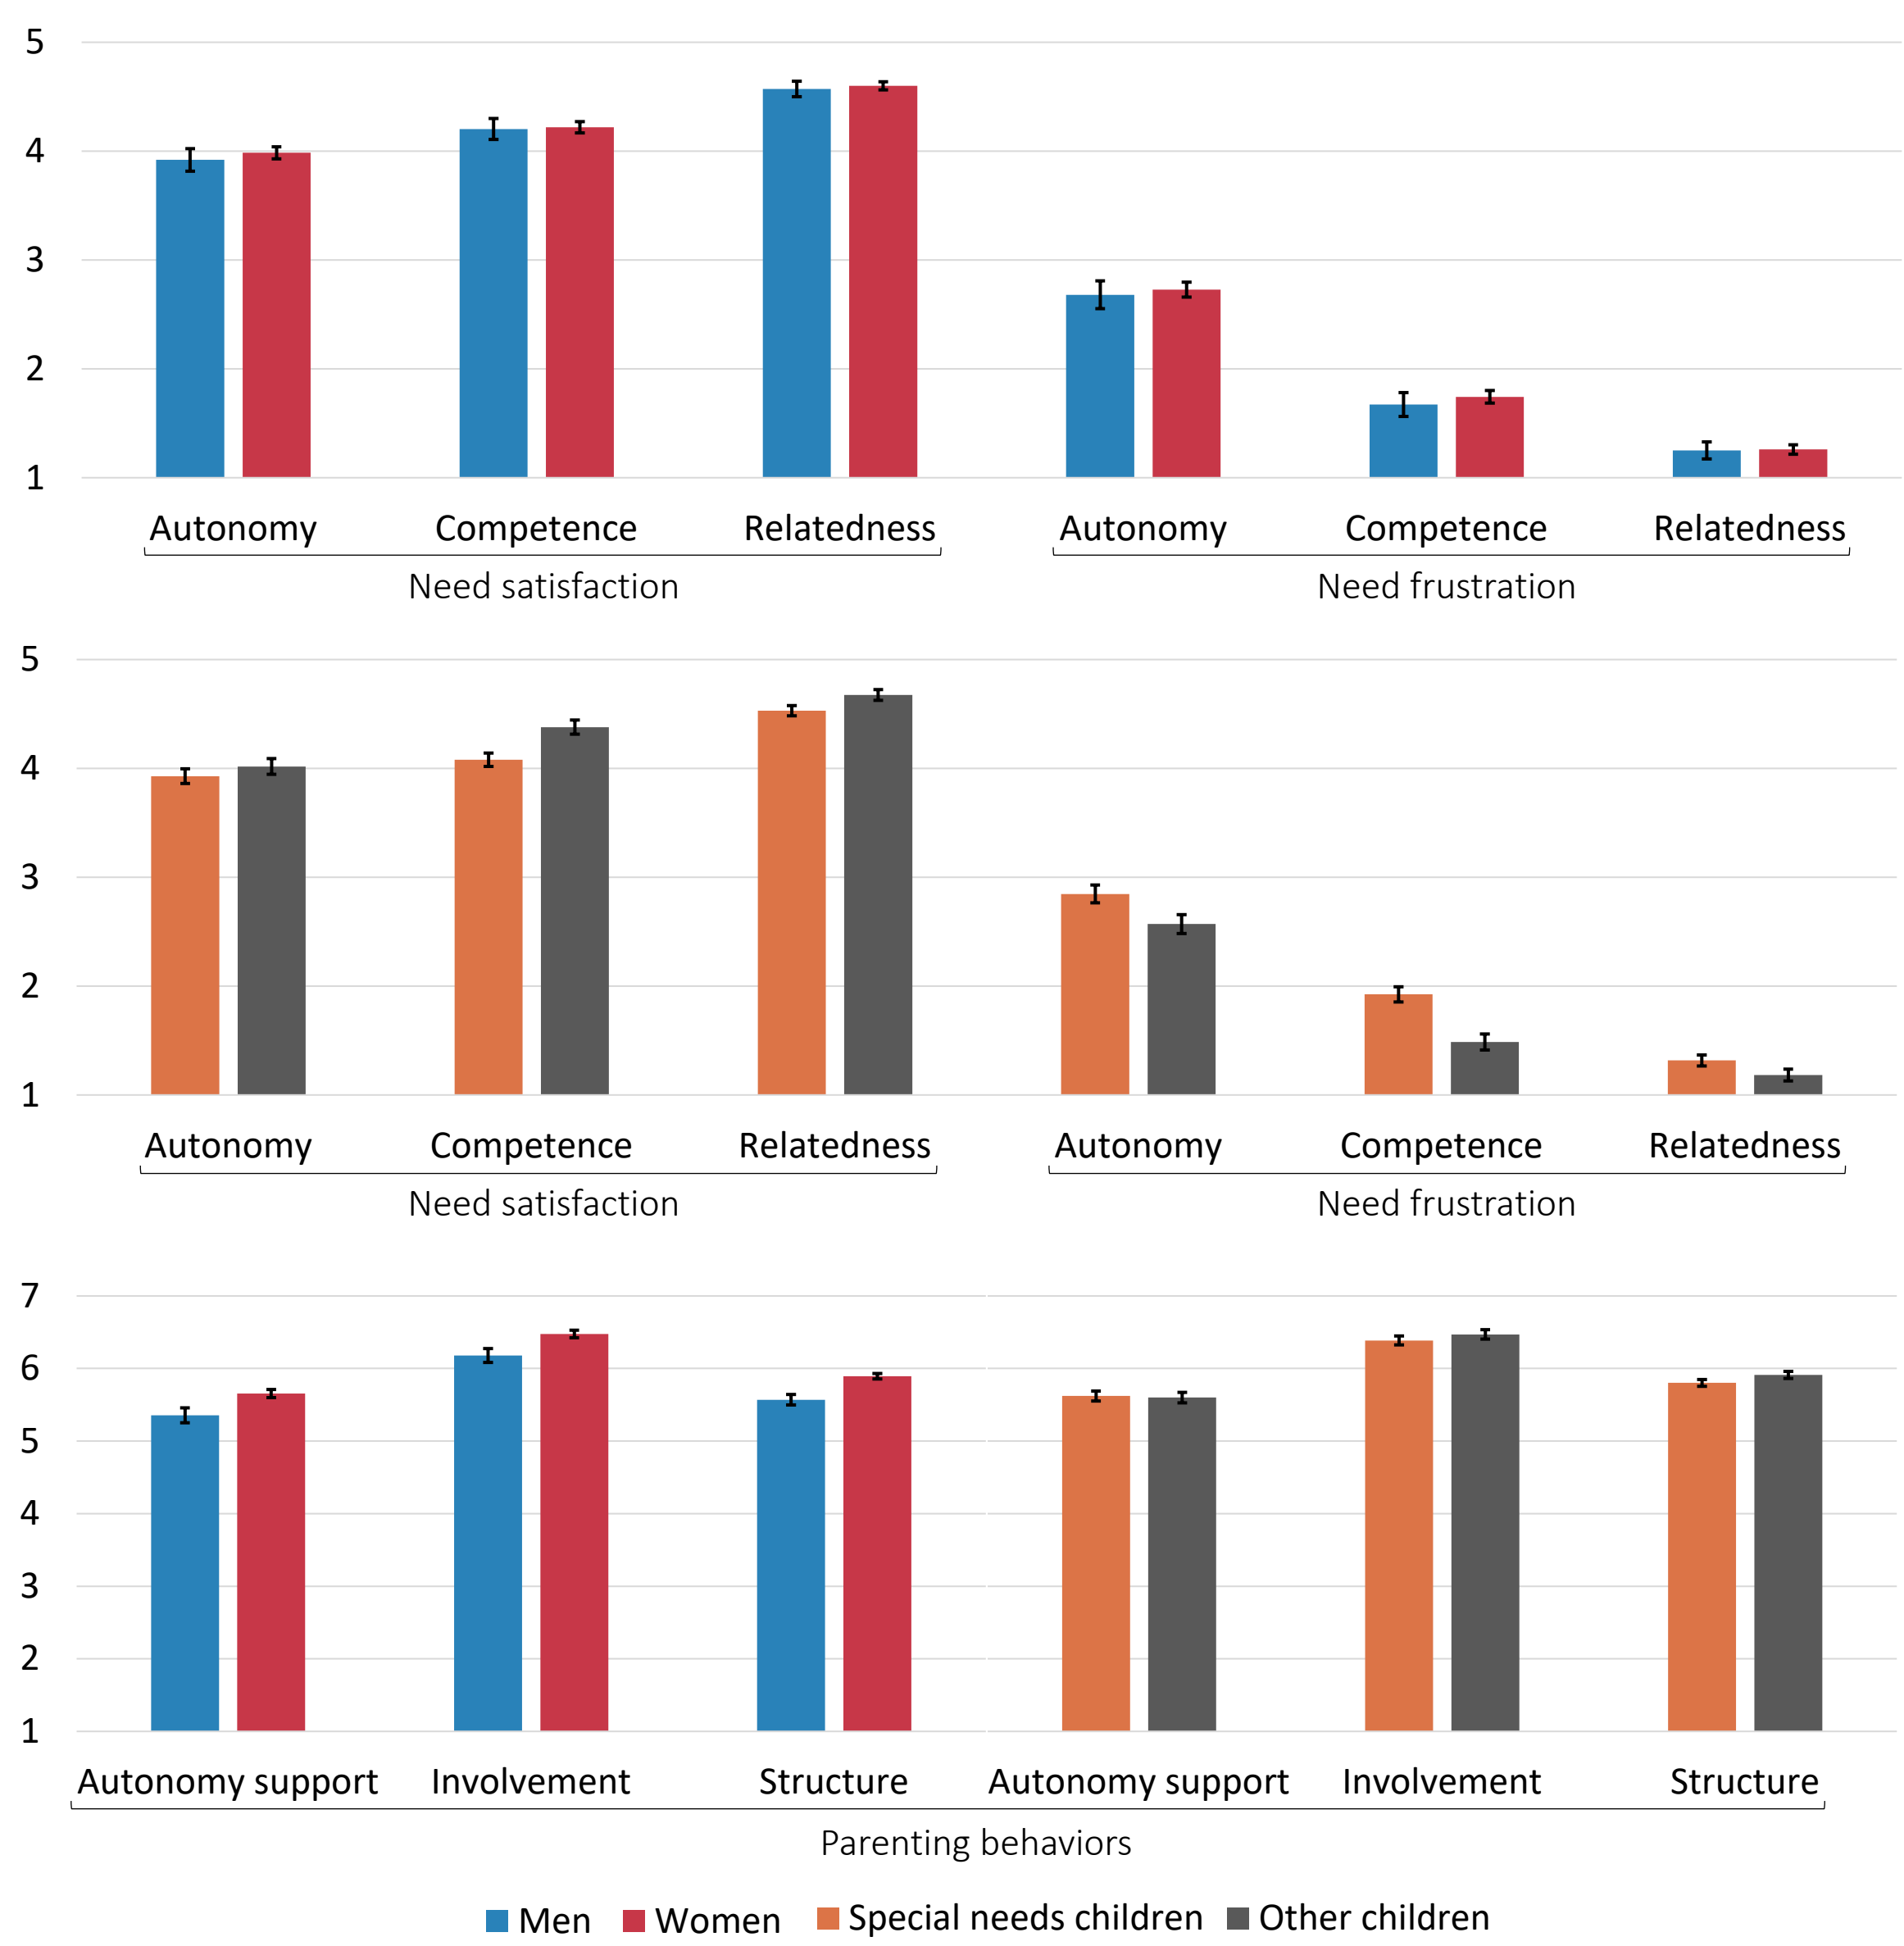 5
4
3
2
1
Autonomy Competence Relatedness Autonomy Competence Relatedness
Need satisfaction Need frustration
5
4
3
2
1
Autonomy Competence Relatedness Autonomy Competence Relatedness
Need satisfaction Need frustration
7
6
5
4
3
2
1
Autonomy support Involvement Structure Autonomy support Involvement Structure
Parenting behaviors
Men Women Special needs children Other children